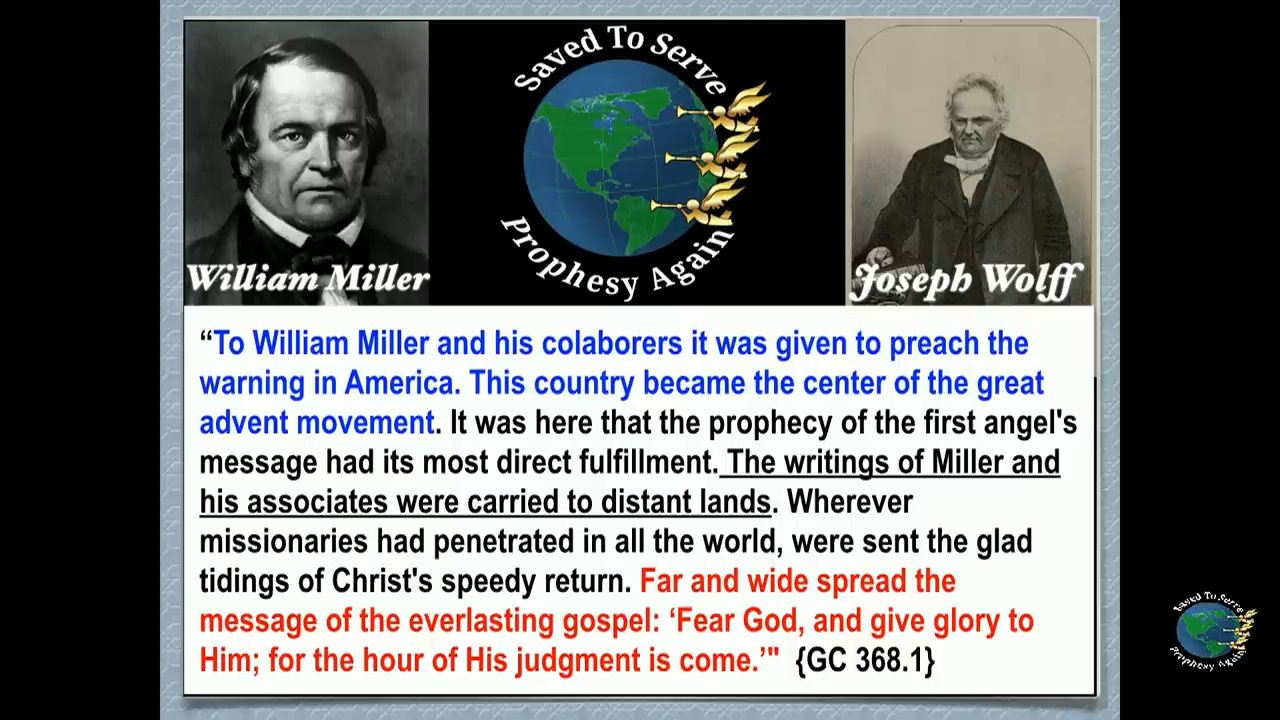 Saved To Serve
Prophesy Again
William Miller
Joseph Wolff
“To William Miller and his colaborers it was given to preach the
warning in America. This country became the center of the great
advent movement. It was here that the prophecy of the first angel's
message had its most direct fulfillment. The writings of Miller and
his associates were carried to distant lands. Wherever
missionaries had penetrated in all the world, were sent the glad
tidings of Christ's speedy return. Far and wide spread the
message of the everlasting gospel: ‘Fear God, and give glory to
Him; for the hour of His judgment is come.’" {GC 368.1}
Saved To Serve
Prophesy Again